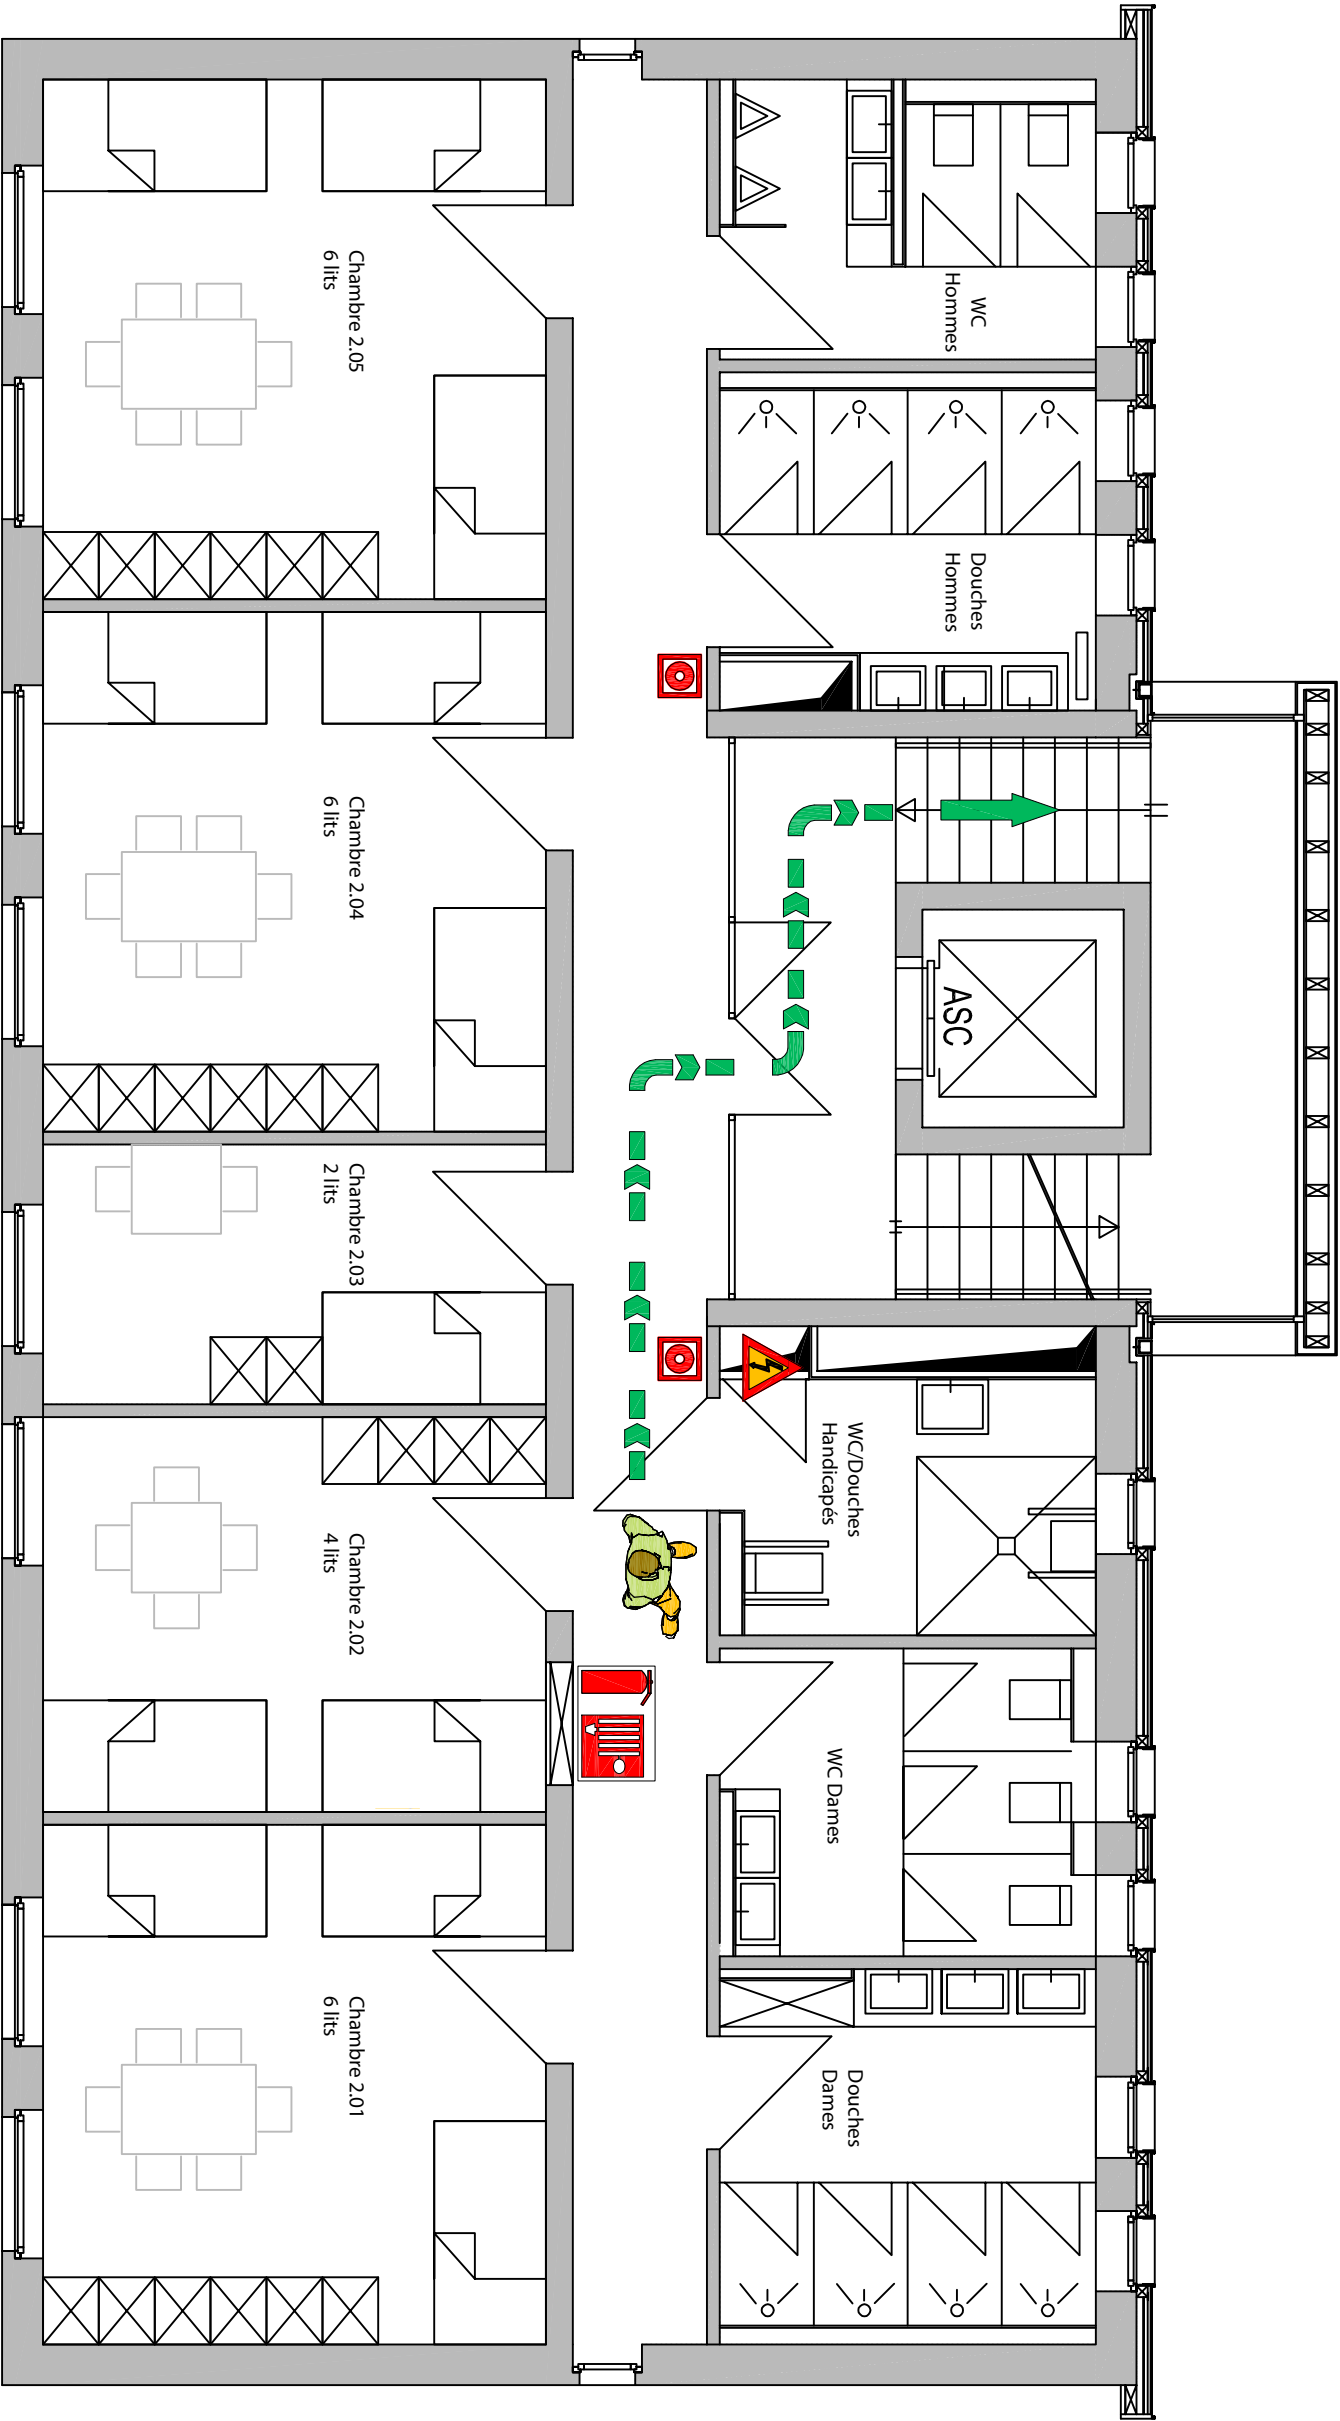 WC
Hommes
Douches
Hommes
ASC
WC/Douches
Handicapés
WC Dames
Douches
Dames
Chambre 2.05
6 lits
Chambre 2.04
6 lits
Chambre 2.03
2 lits
Chambre 2.02
4 lits
Chambre 2.01
6 lits